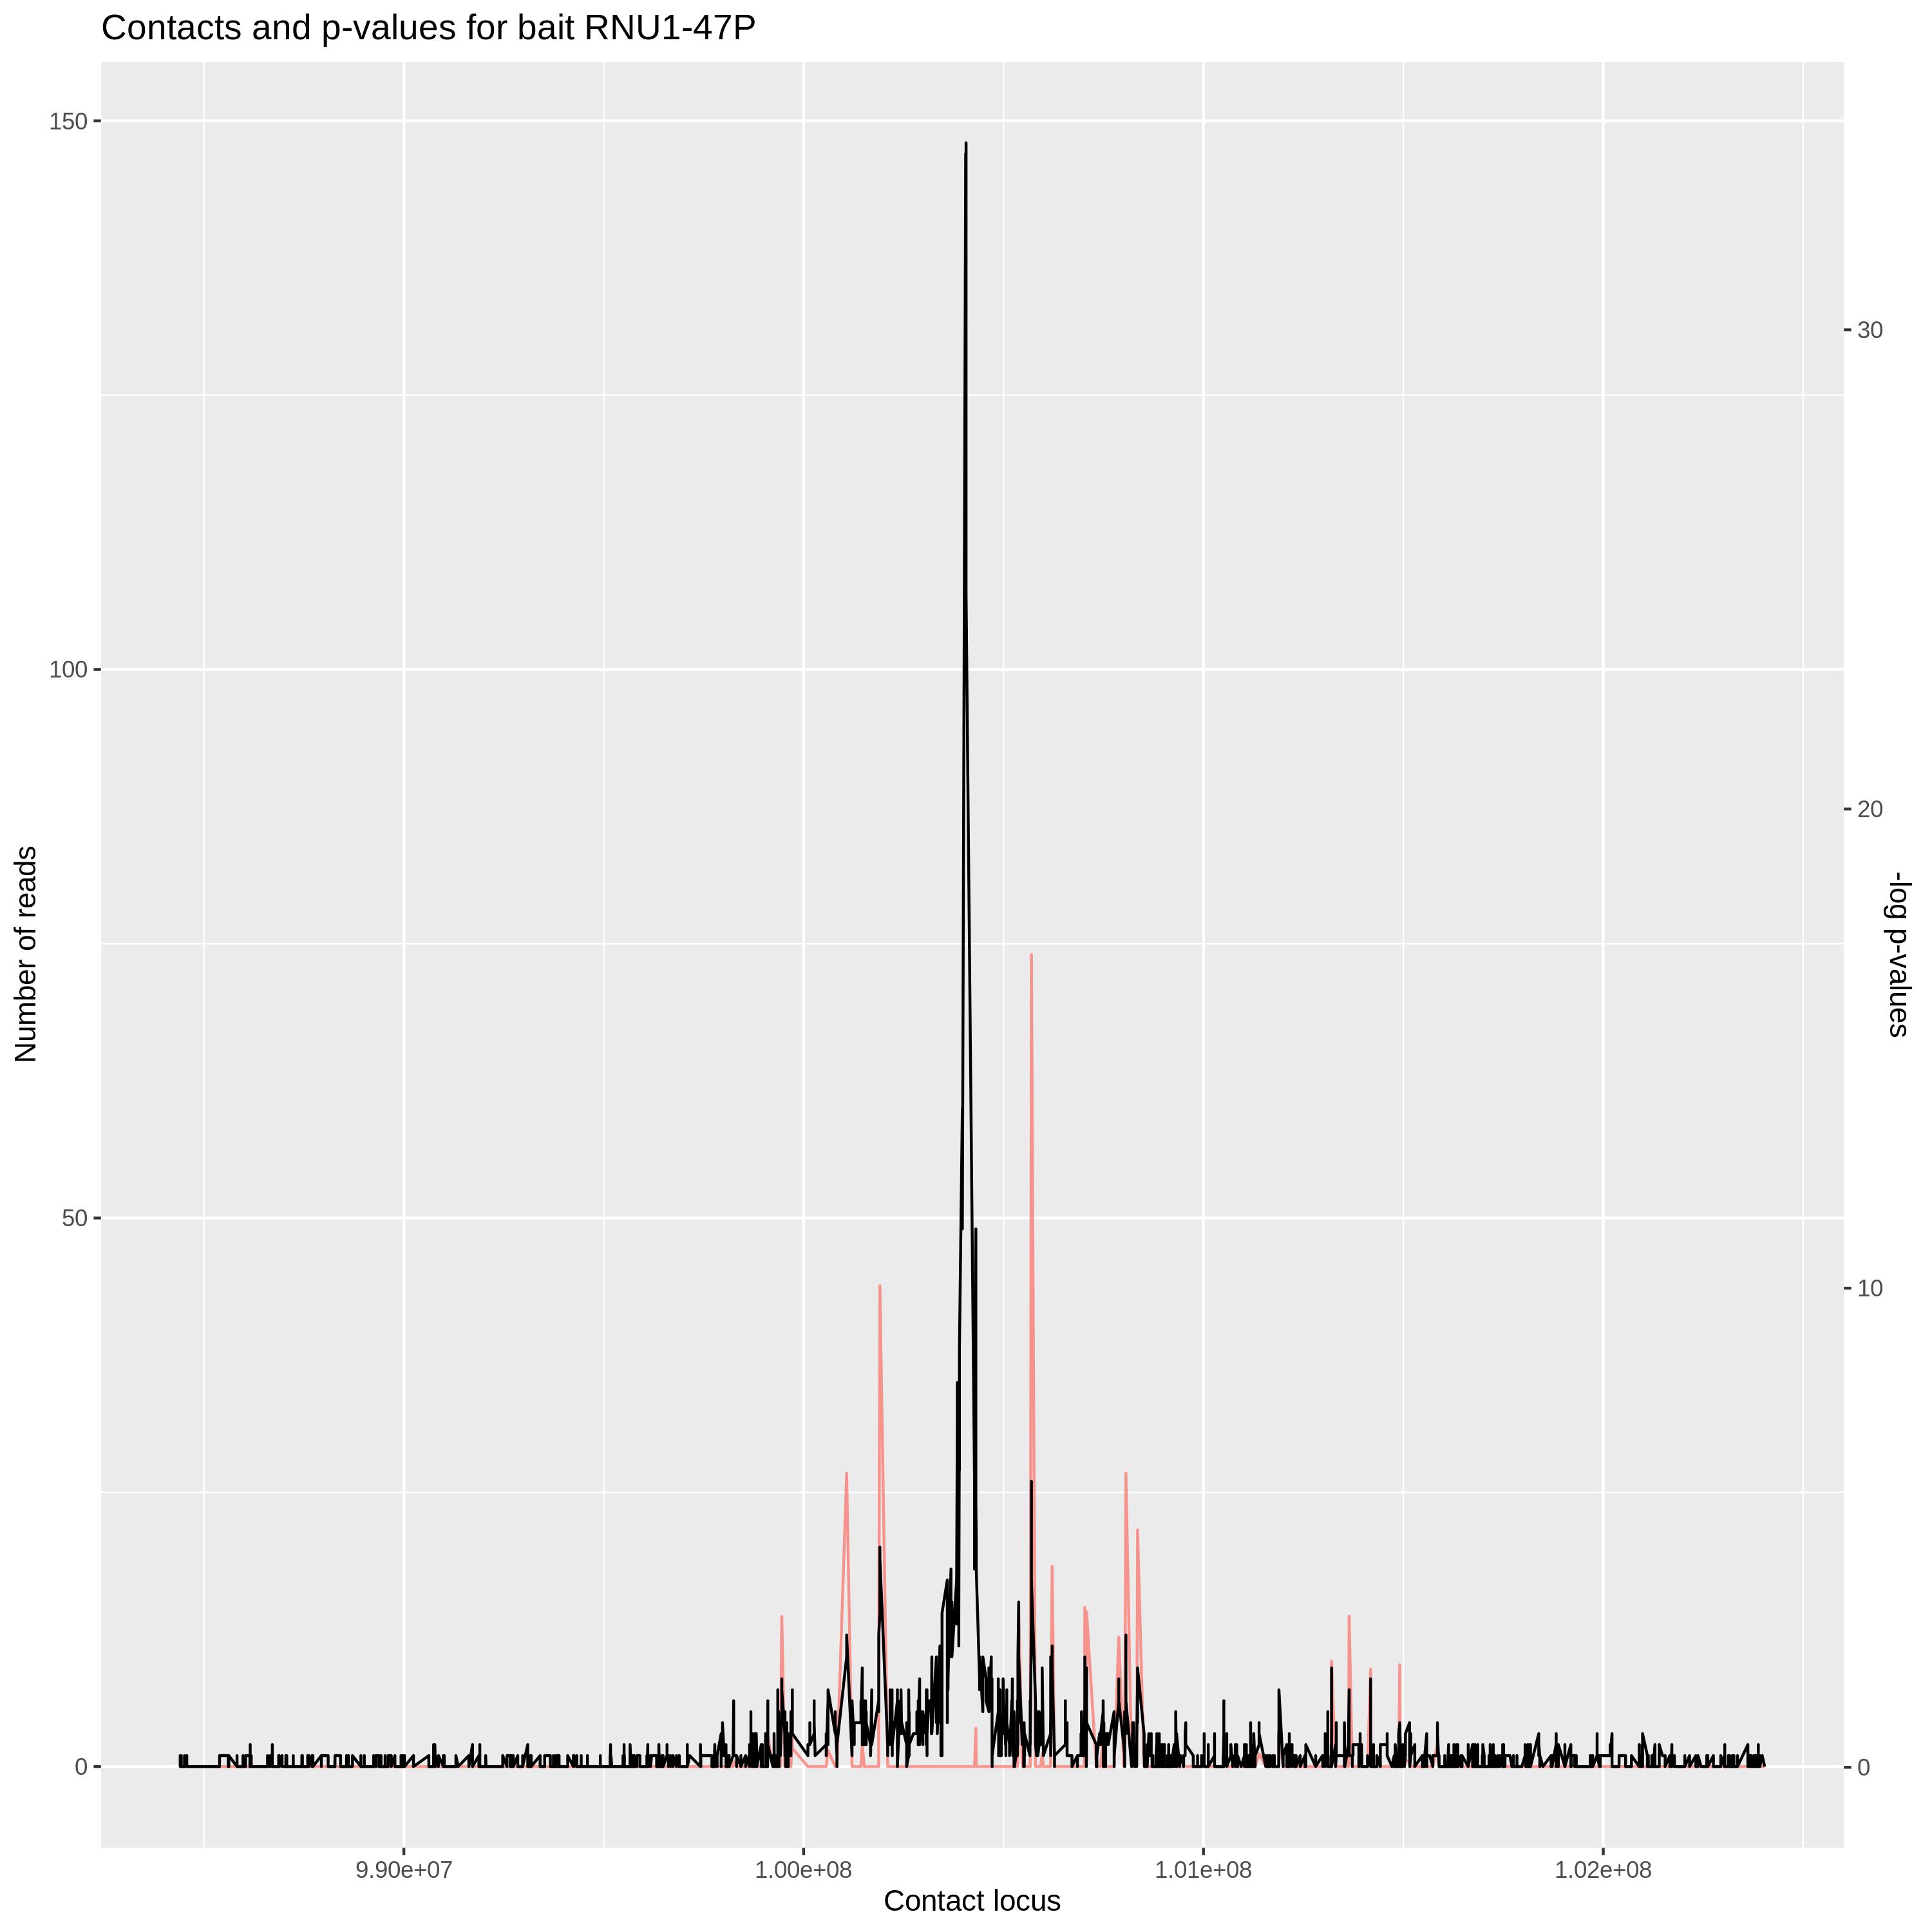 Contacts and p-values for bait RNU1-47P
150
100
50
0
Number of reads
30
20
10
0
-log p-values
9.90e+07
1.00e+08
1.01e+08
1.02e+08
Contact locus